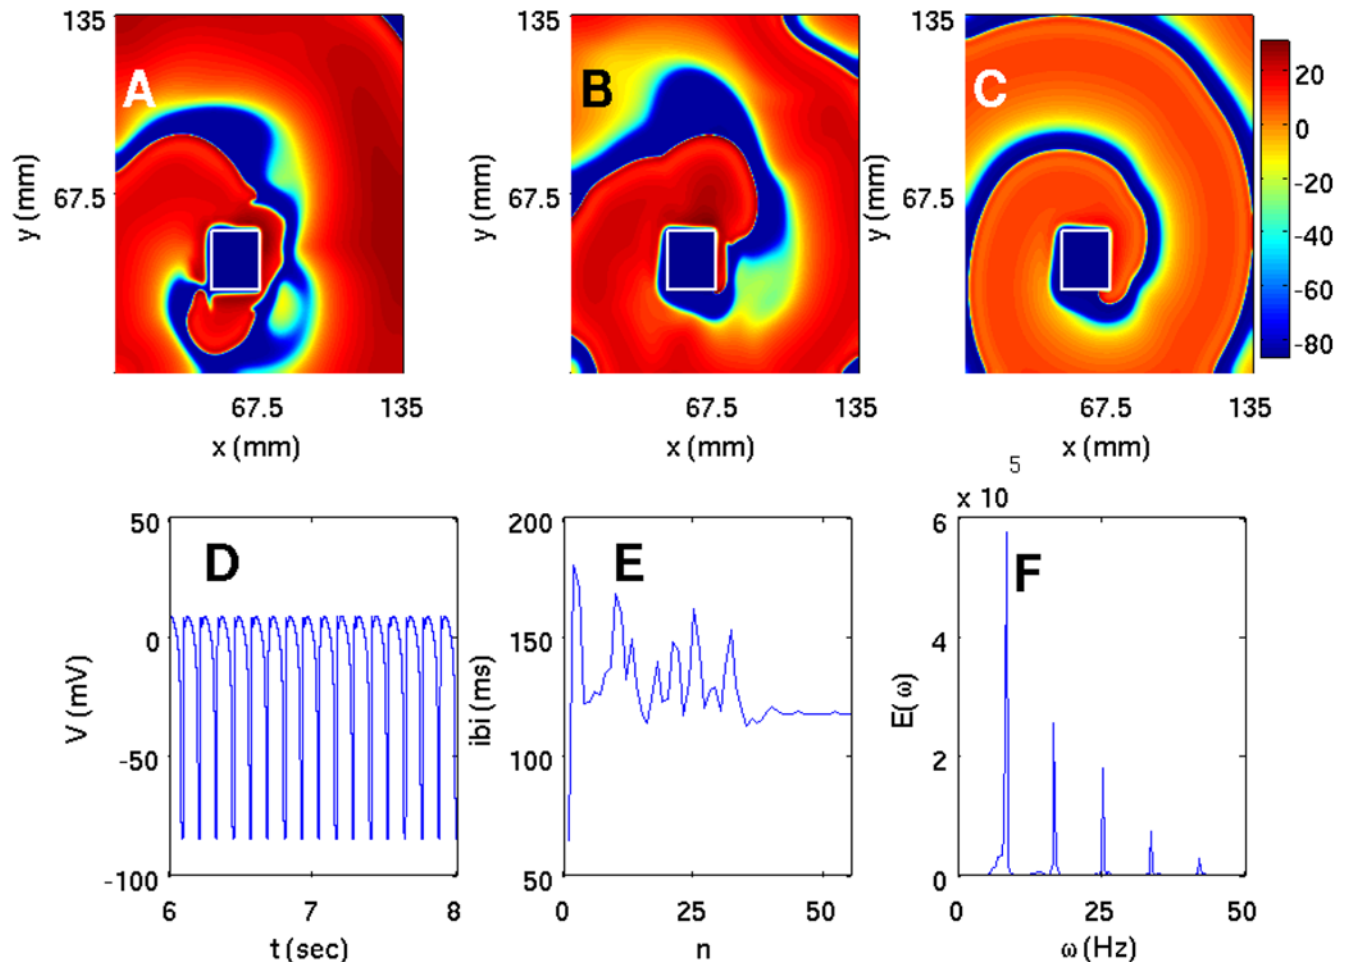 135
A
y (mm)
67.5
67.5
135
x (mm)
135
B
y (mm)
67.5
67.5
135
x (mm)
135
C
y (mm)
67.5
67.5
135
x (mm)
20
0
-20
-40
-60
-80
50
D
0
V (mV)
-50
-100
6
7
8
t (sec)
200
E
150
ibi (ms)
100
50
0
25
50
n
x 10
5
6
F
4
E( ω)
2
0
0
25
50
ω (Hz)